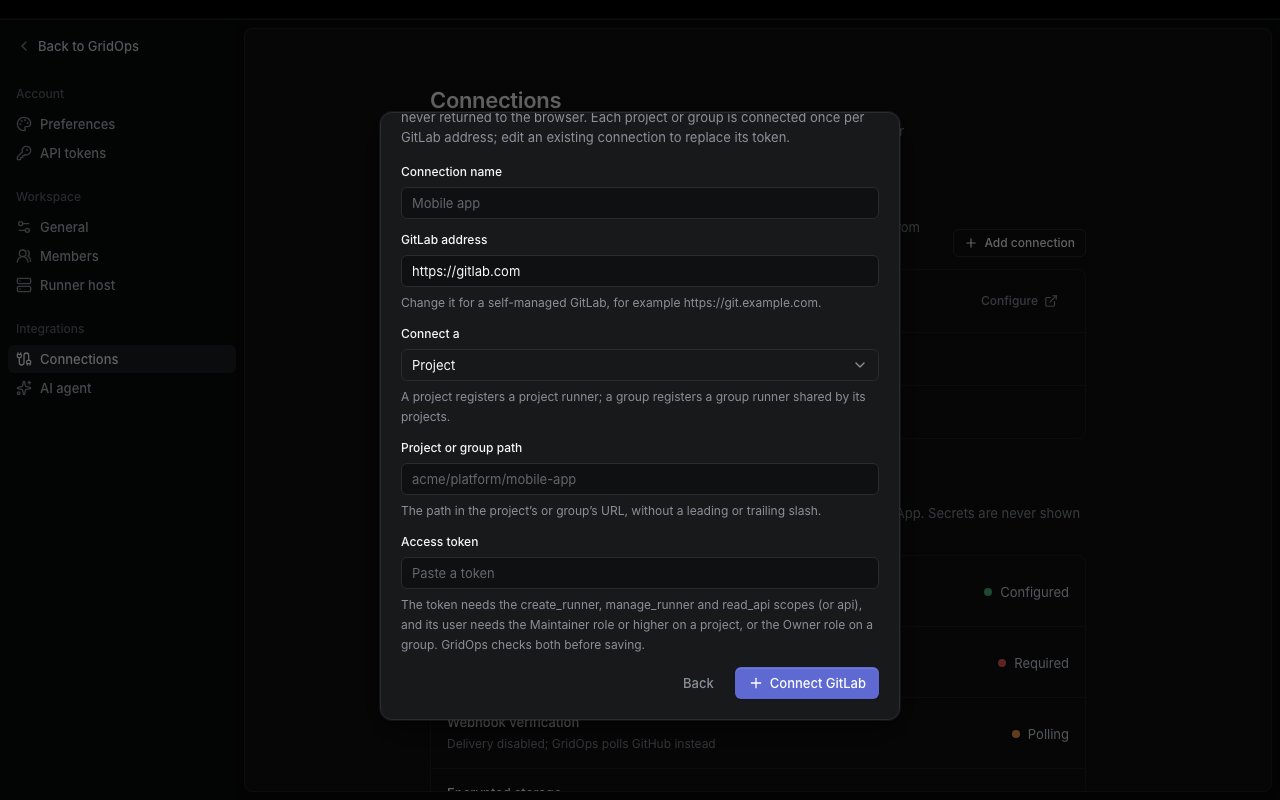 Back to GridOps
Account
Preferences
API tokens
Workspace
General
Members
Runner host
Integrations
Connections
AI agent
Connections
never returned to the browser. Each project or group is connected once per
GitLab address; edit an existing connection to replace its token.
Connection name
Mobile app
GitLab address
https://gitlab.com
Change it for a self-managed GitLab, for example https://git.example.com.
Connect a
Project
A project registers a project runner; a group registers a group runner shared by its
projects.
Project or group path
acme/platform/mobile-app
The path in the project’s or group’s URL, without a leading or trailing slash.
Access token
Paste a token
The token needs the create_runner, manage_runner and read_api scopes (or api),
and its user needs the Maintainer role or higher on a project, or the Owner role on a
group. GridOps checks both before saving.
Back
Connect GitLab
Add connection
Configure
App. Secrets are never shown
Configured
Required
Webhook verification
Delivery disabled; GridOps polls GitHub instead
Polling
Encrypted storage